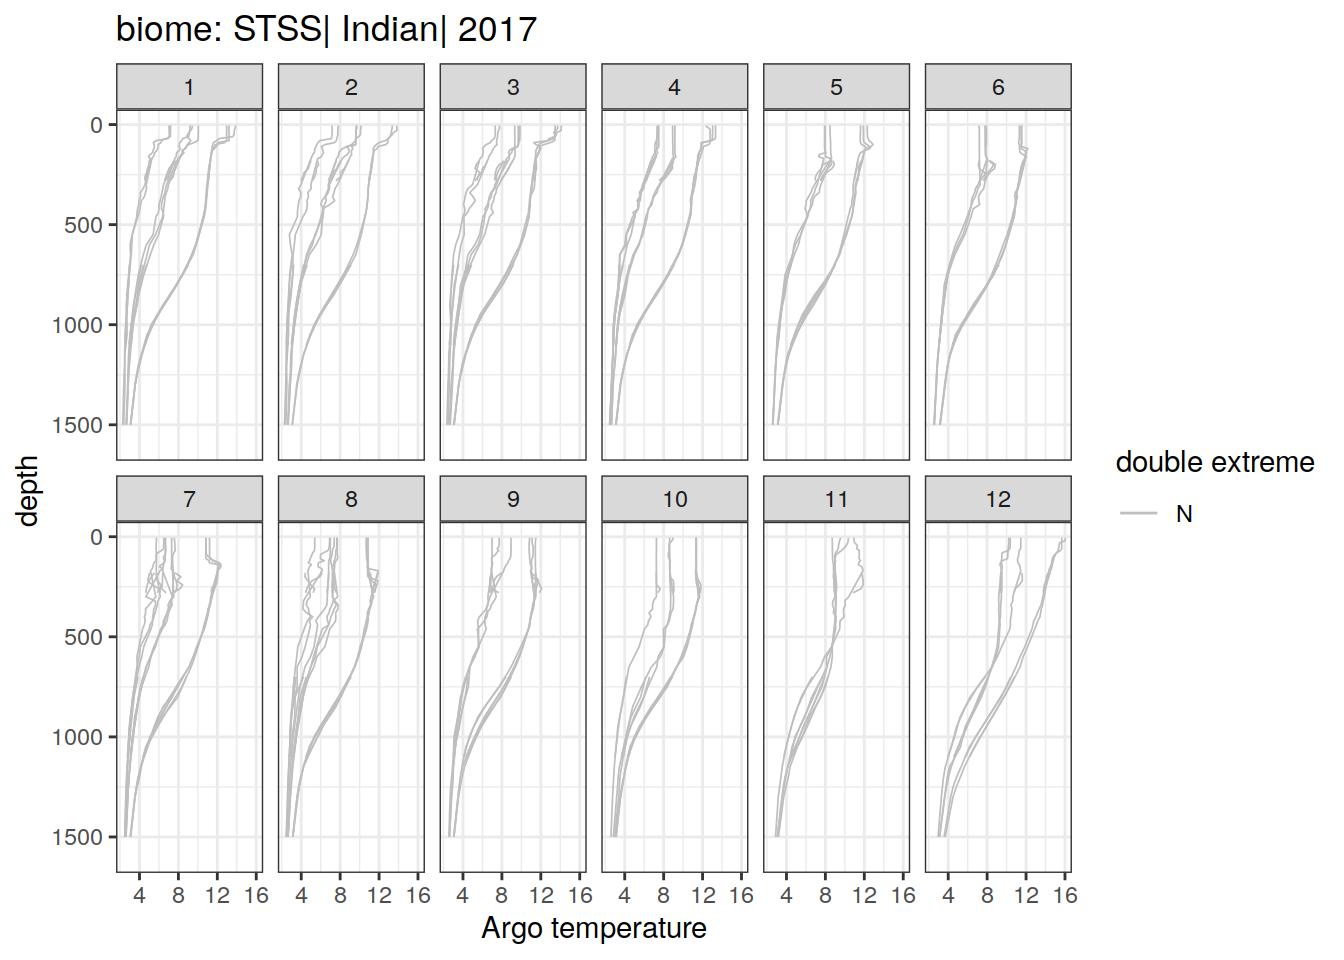 biome: STSS| Indian| 2017
1 2 3 4 5 6
0
500
1000
1500
7 8 9 10 11 12
0
500
1000
1500
4 8 12 16 4 8 12 16 4 8 12 16 4 8 12 16 4 8 12 16 4 8 12 16
Argo temperature
depth
double extreme
N